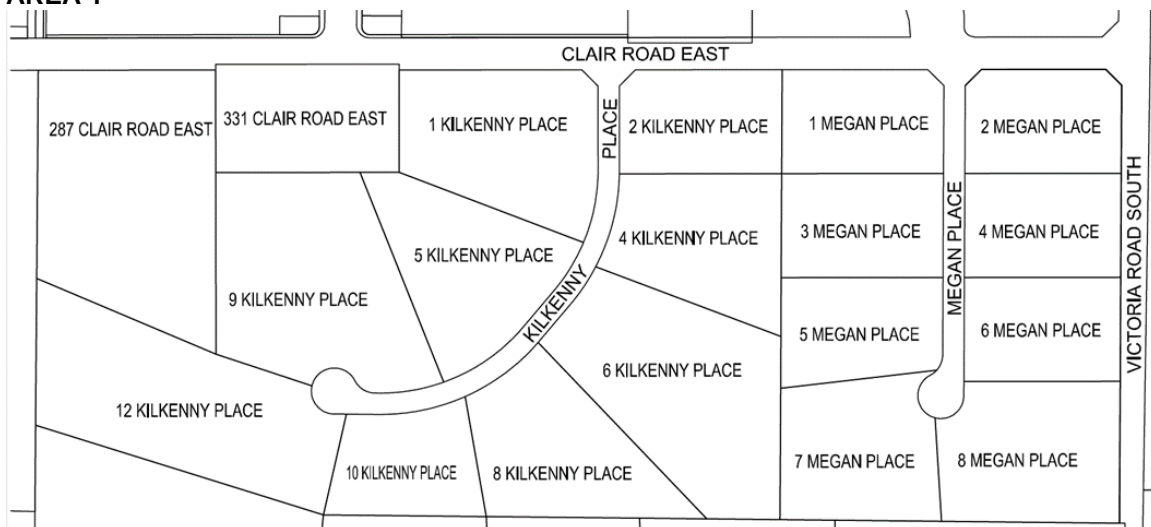 CLAIR ROAD EAST
287 CLAIR ROAD EAST
331 CLAIR ROAD EAST
1 KILKENNY PLACE
PLACE
2 KILKENNY PLACE
1 MEGAN PLACE
2 MEGAN PLACE
VICTORIA ROAD SOUTH
MEGAN PLACE
3 MEGAN PLACE
4 MEGAN PLACE
4 KILKENNY PLACE
5 KILKENNY PLACE
KILKENNY
9 KILKENNY PLACE
5 MEGAN PLACE
6 MEGAN PLACE
6 KILKENNY PLACE
12 KILKENNY PLACE
10 KILKENNY PLACE
8 KILKENNY PLACE
7 MEGAN PLACE
8 MEGAN PLACE